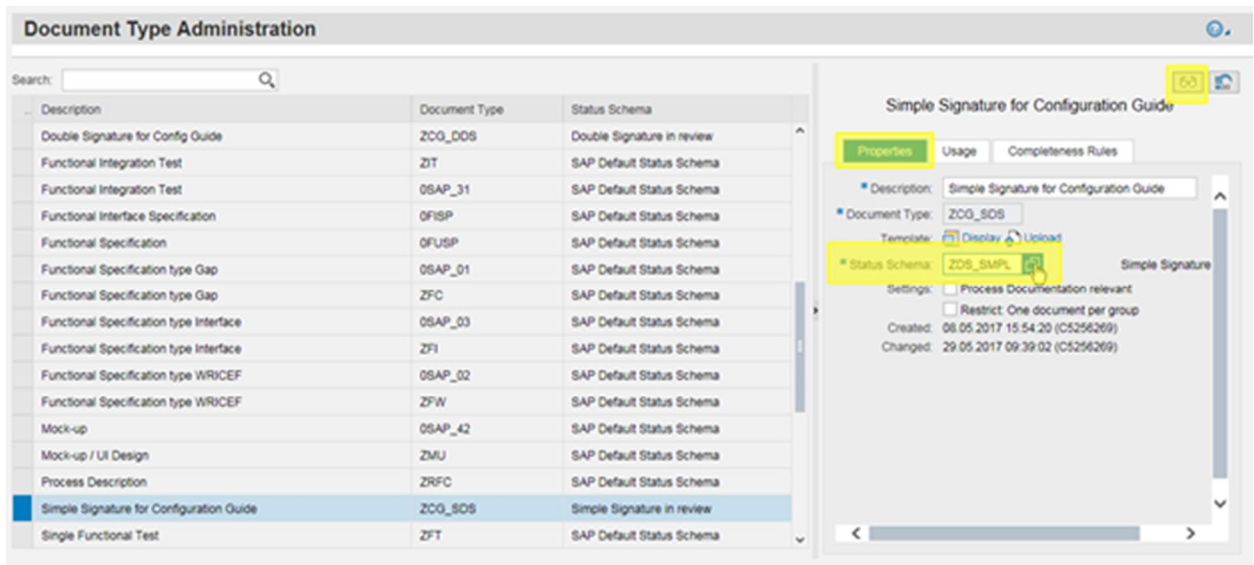 Document Type Administration
Search:
.. Description Document Type Status Schema
Double Signature for Config Guide ZCG_DDS Double Signature in review
Functional Integration Test ZIT SAP Default Status Schema
Functional Integration Test 0SAP_31 SAP Default Status Schema
Functional Interface Specification 0FISP SAP Default Status Schema
Functional Specification 0FUSP SAP Default Status Schema
Functional Specification type Gap 0SAP_01 SAP Default Status Schema
Functional Specification type Gap ZFC SAP Default Status Schema
Functional Specification type Interface 0SAP_03 SAP Default Status Schema
Functional Specification type Interface ZFI SAP Default Status Schema
Functional Specification type WRICEF 0SAP_02 SAP Default Status Schema
Functional Specification type WRICEF ZFW SAP Default Status Schema
Mock-up 0SAP_42 SAP Default Status Schema
Mock-up / UI Design ZMU SAP Default Status Schema
Process Description ZRFC SAP Default Status Schema
Simple Signature for Configuration Guide ZCG_SDS Simple Signature in review
Single Functional Test ZFT SAP Default Status Schema
Simple Signature for Configuration Guide
Properties Usage Completeness Rules
* Description: Simple Signature for Configuration Guide
* Document Type: ZCG_SDS
Template: Display Upload
* Status Schema: ZDS_SMPL Simple Signature
Settings: Process Documentation relevant
Restrict: One document per group
Created: 08.05.2017 15:54:20 (C5256269)
Changed: 29.05.2017 09:39:02 (C5256269)